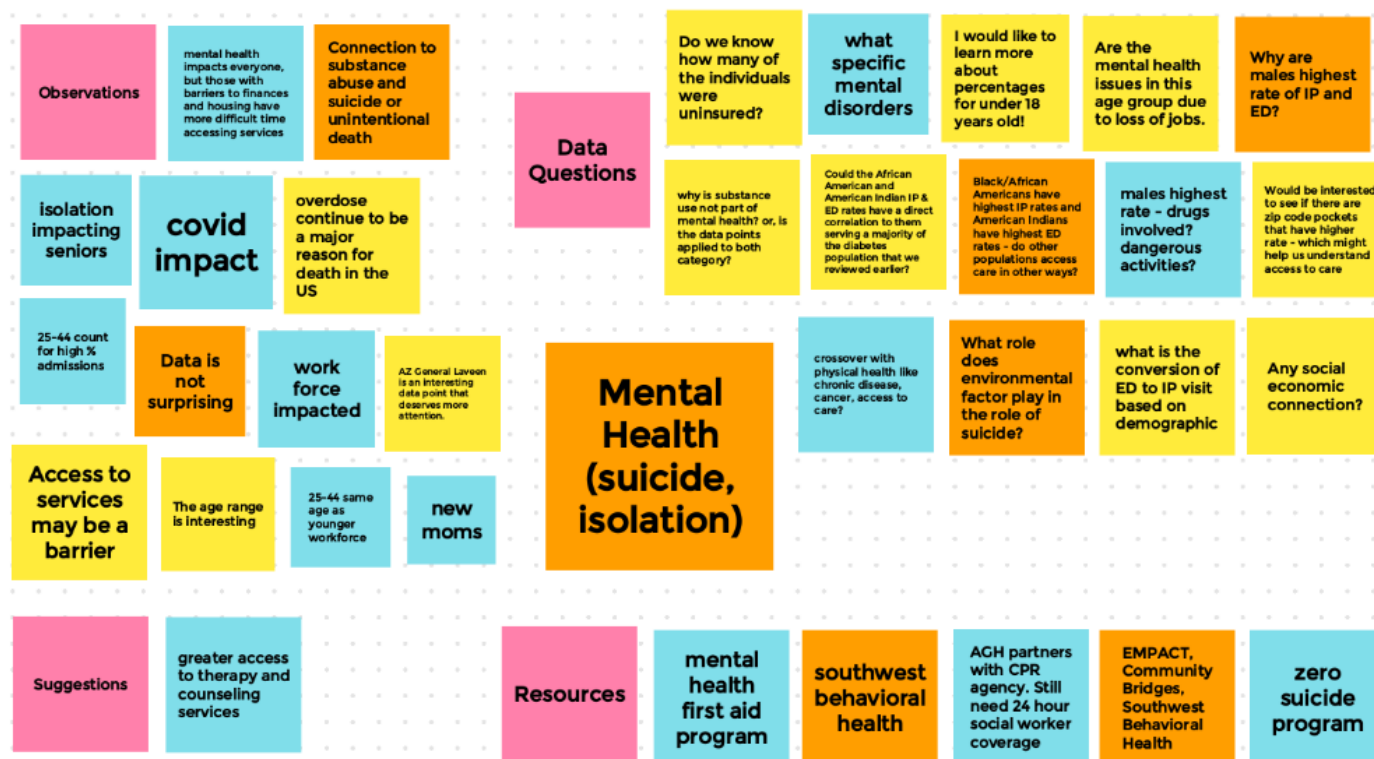 Observations
mental health
impacts everyone,
but those with
barriers to finances
and housing have
more difficult time
accessing services
Connection to
substance
abuse and
suicide or
unintentional
death
isolation
impacting
seniors
covid
impact
overdose
continue to be
a major
reason for
death in the
US
25-44 count
for high %
admissions
Data is
not
surprising
work
force
impacted
AZ General Laveen
is an interesting
data point that
deserves more
attention.
Access to
services
may be a
barrier
The age range
is interesting
25-44 same
age as
younger
workforce
new
moms
Data
Questions
Do we know
how many of
the individuals
were
uninsured?
what
specific
mental
disorders
I would like to
learn more
about
percentages
for under 18
years old!
Are the
mental health
issues in this
age group due
to loss of jobs.
Why are
males highest
rate of IP and
ED?
why is substance
use not part of
mental health? or, is
the data points
applied to both
category?
Could the African
American and
American Indian IP &
ED rates have a direct
correlation to them
serving a majority of
the diabetes
population that we
reviewed earlier?
Black/African
Americans have
highest IP rates and
American Indians
have highest ED
rates - do other
populations access
care in other ways?
males highest
rate - drugs
involved?
dangerous
activities?
Would be interested
to see if there are
zip code pockets
that have higher
rate - which might
help us understand
access to care
Mental
Health
(suicide,
isolation)
crossover with
physical health like
chronic disease,
cancer, access to
care?
What role
does
environmental
factor play in
the role of
suicide?
what is the
conversion of
ED to IP visit
based on
demographic
Any social
economic
connection?
Suggestions
greater access
to therapy and
counseling
services
Resources
mental
health
first aid
program
southwest
behavioral
health
AGH partners
with CPR
agency. Still
need 24 hour
social worker
coverage
EMPACT,
Community
Bridges,
Southwest
Behavioral
Health
zero
suicide
program